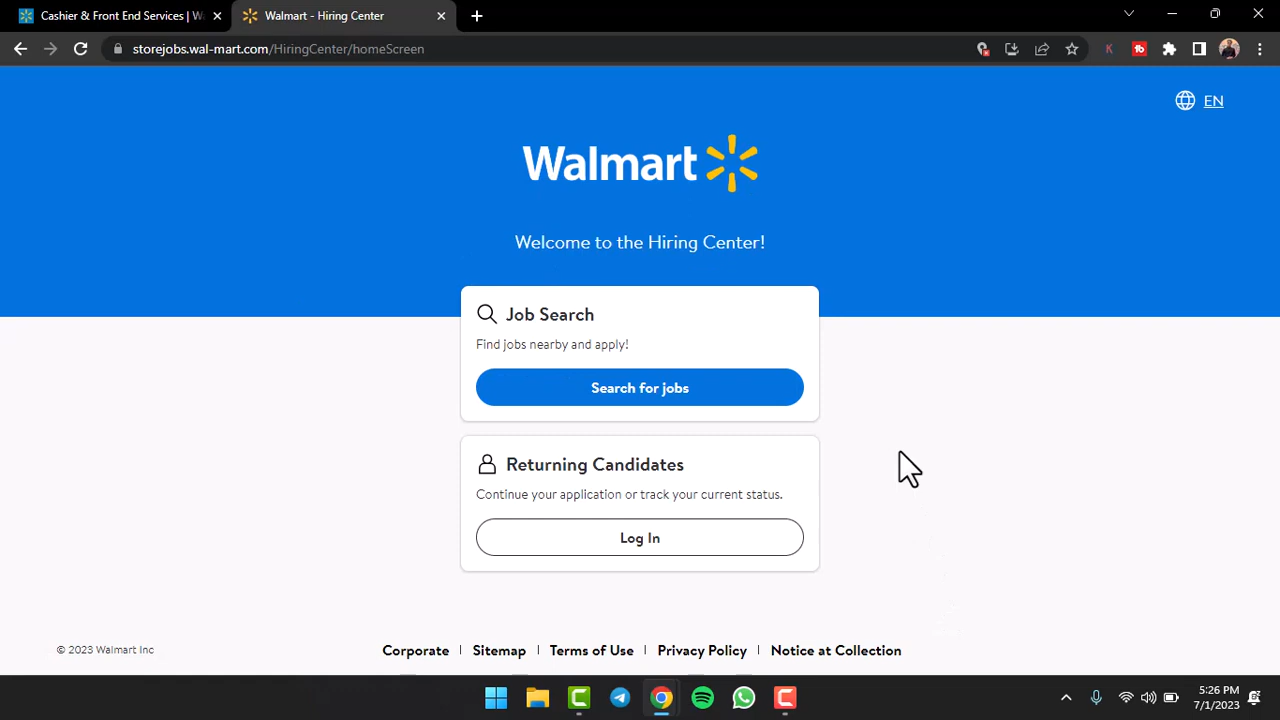 Cashier & Front End Services | W
Walmart - Hiring Center
storejobs.wal-mart.com/HiringCenter/homeScreen
EN
Walmart
Welcome to the Hiring Center!
Job Search
Find jobs nearby and apply!
Search for jobs
Returning Candidates
Continue your application or track your current status.
Log In
© 2023 Walmart Inc
Corporate | Sitemap | Terms of Use | Privacy Policy | Notice at Collection
5:26 PM
7/1/2023